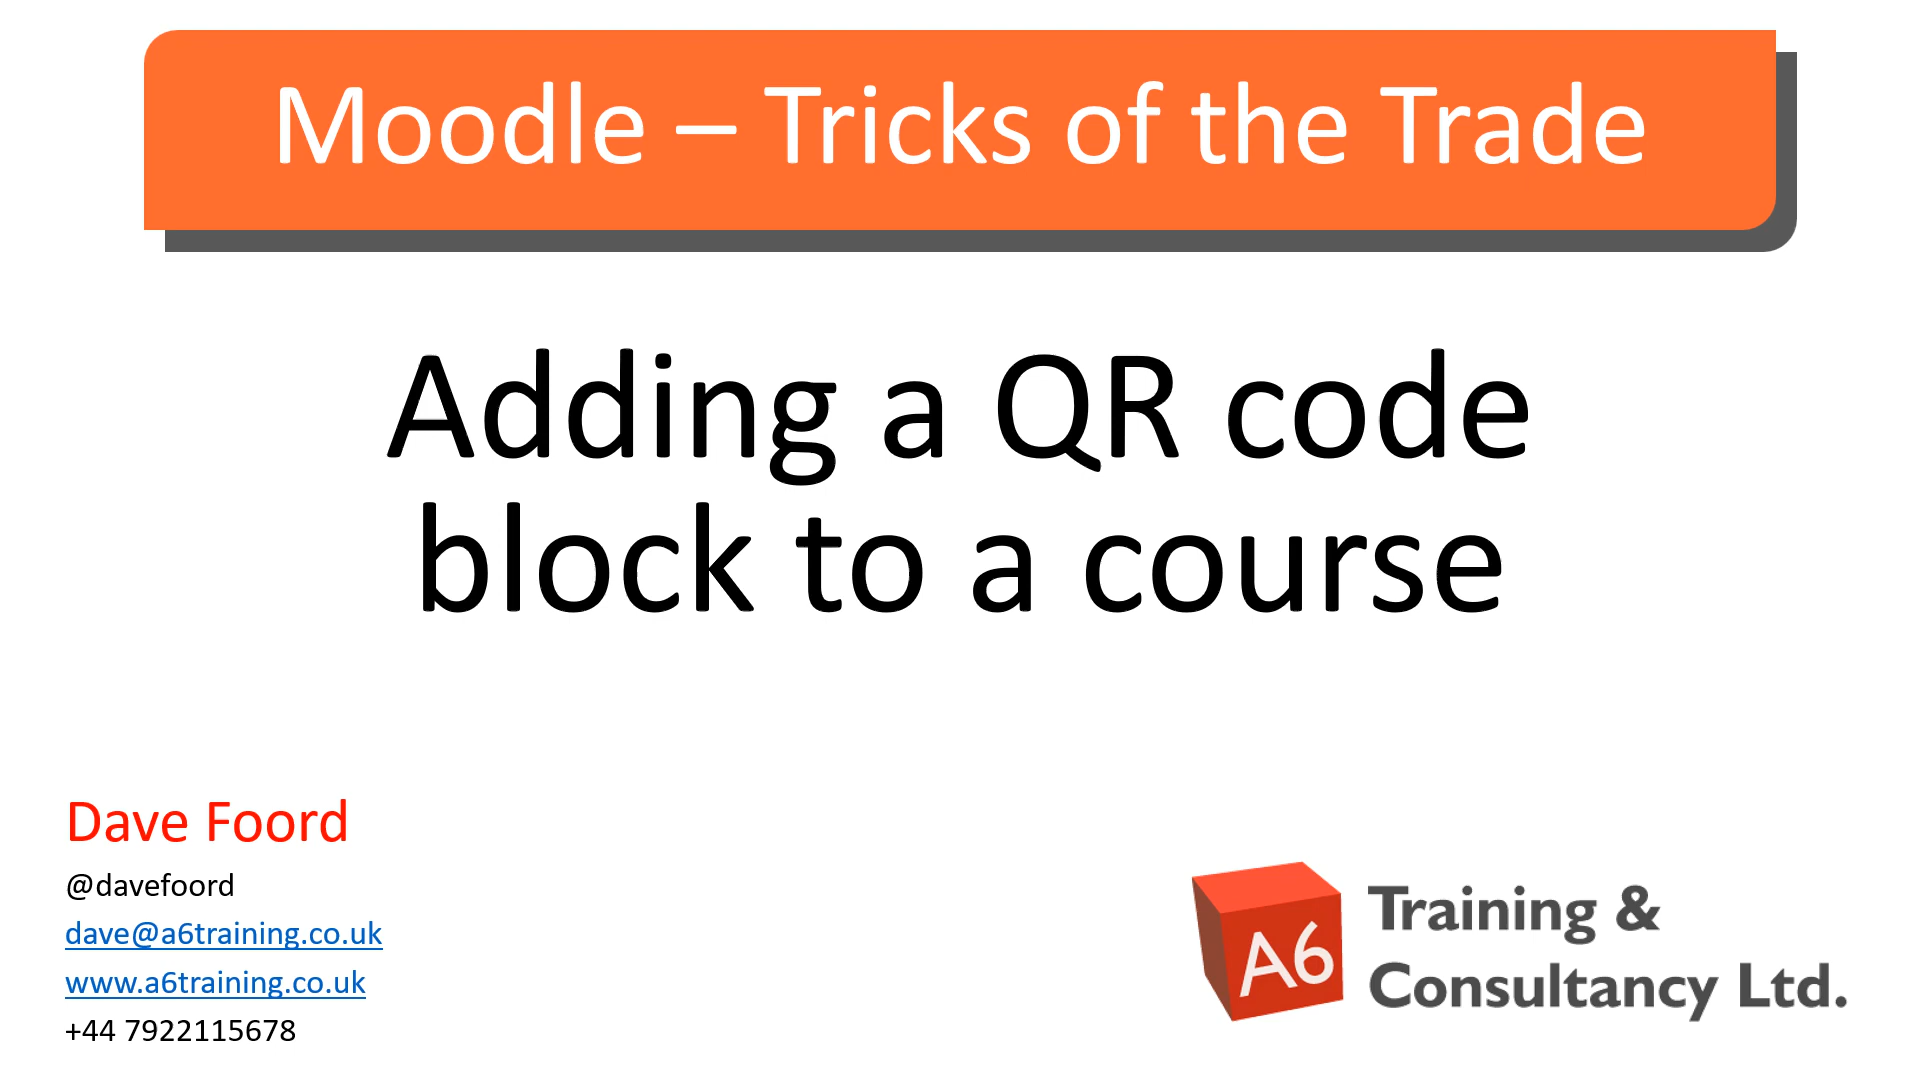 Moodle – Tricks of the Trade
Adding a QR code
block to a course
Dave Foord
@davefoord
dave@a6training.co.uk
www.a6training.co.uk
+44 7922115678
A6
Training &
Consultancy Ltd.